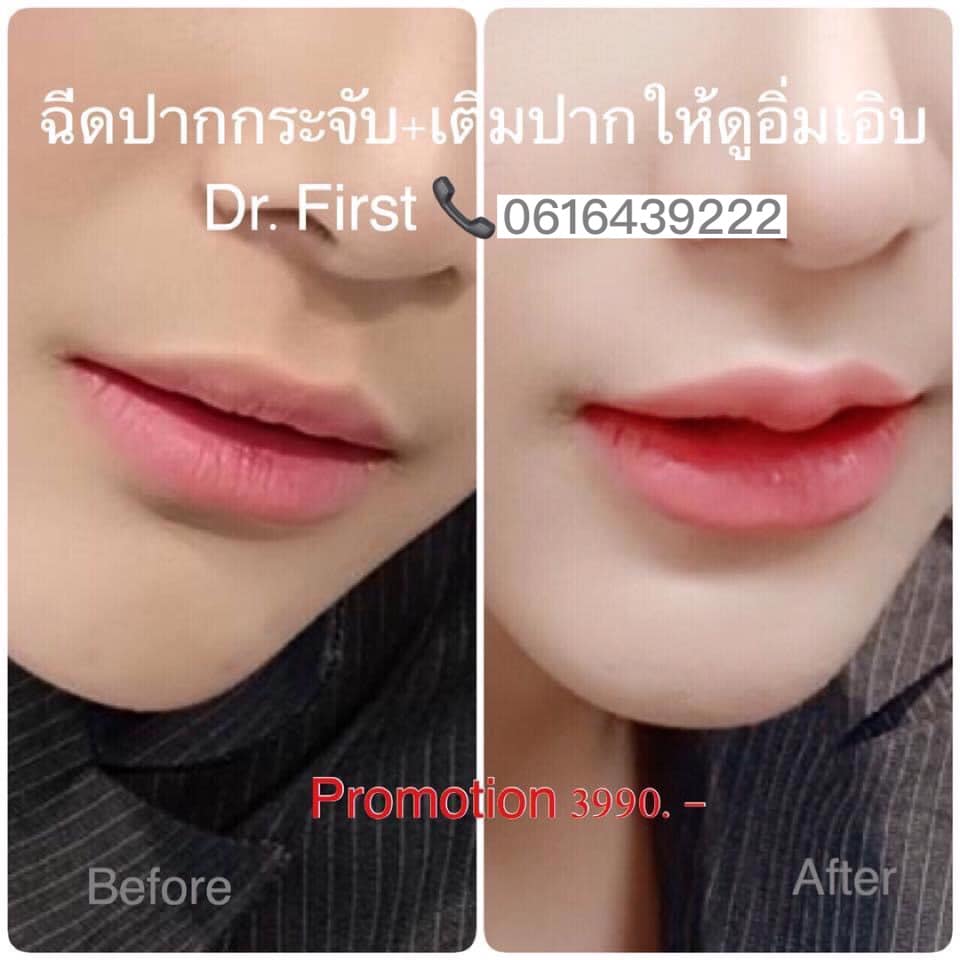 ฉีดปากกระจับ+เติมปากให้ดูอิ่มเอิบ
Dr. First 📞 0616439222
Promotion 3990. –
Before
After